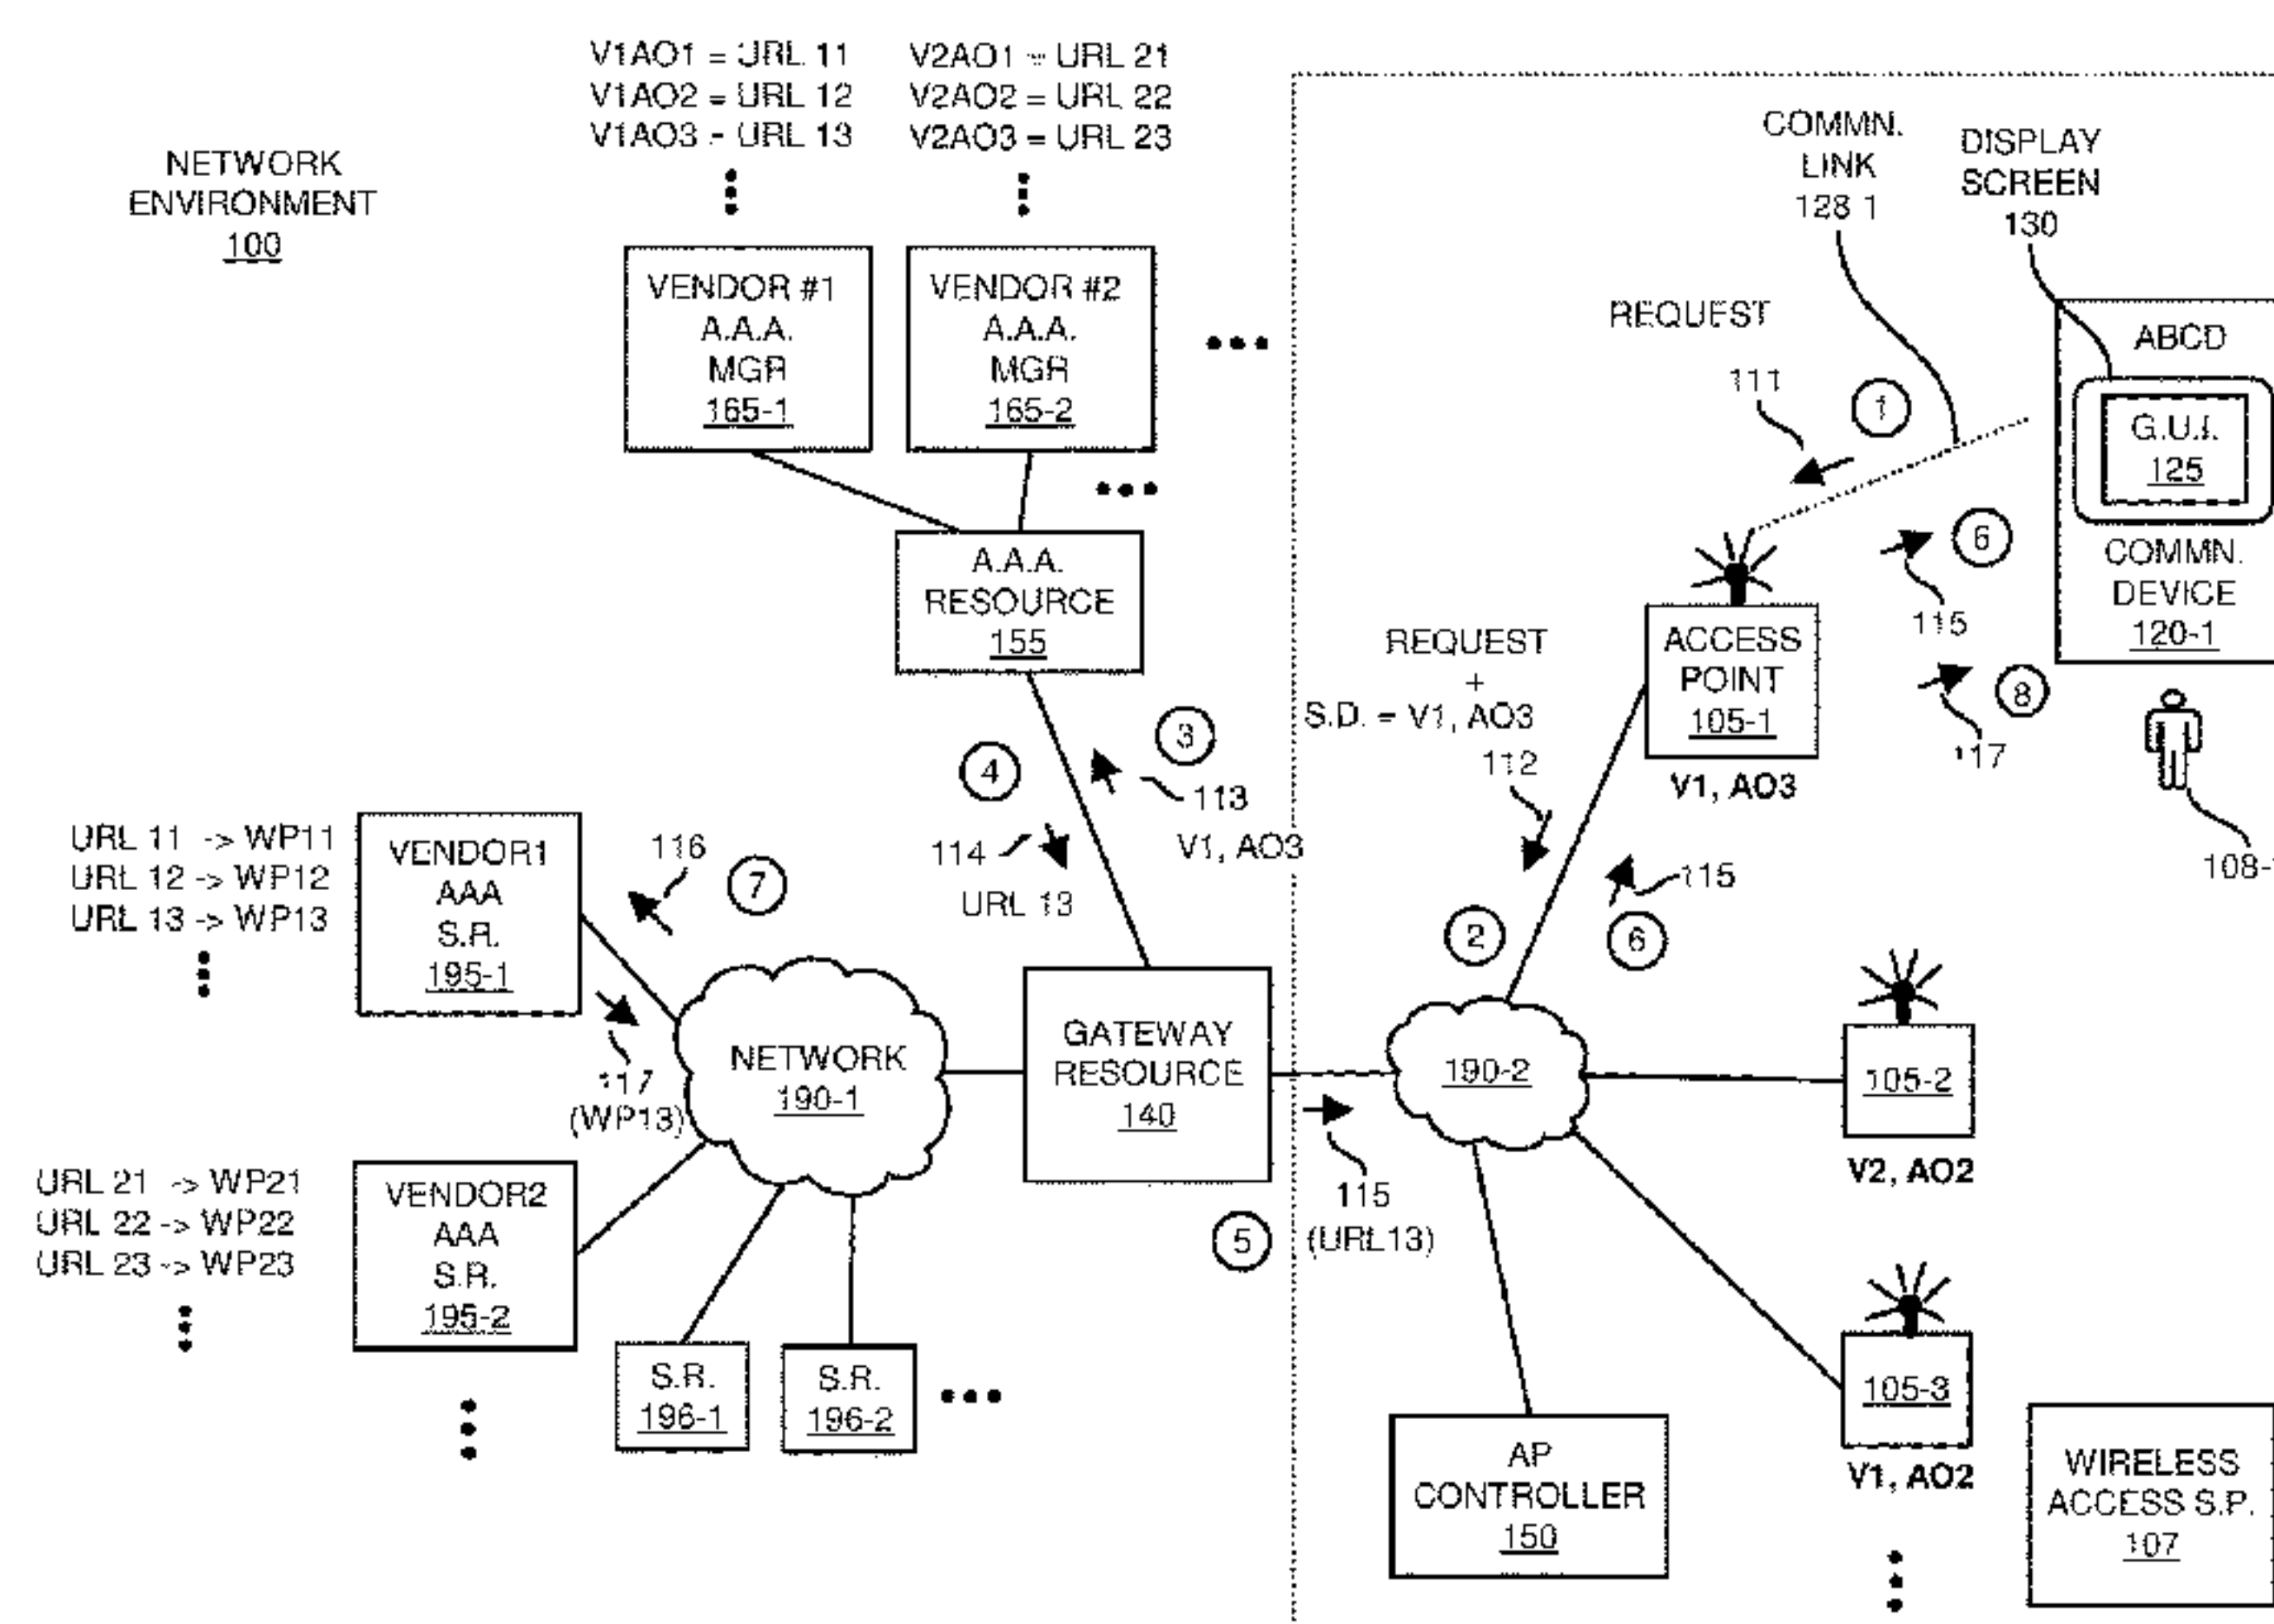 NETWORK
ENVIRONMENT
100
V1AO1 = URL 11
V1AO2 = URL 12
V1AO3 = URL 13
V2AO1 = URL 21
V2AO2 = URL 22
V2AO3 = URL 23
VENDOR #1
A.A.A.
MGR
165-1
VENDOR #2
A.A.A.
MGR
165-2
A.A.A.
RESOURCE
155
COMMN.
LINK
128 1
DISPLAY
SCREEN
130
REQUEST
111
1
ABCD
G.U.I.
125
COMMN.
DEVICE
120-1
6
115
8
117
108-1
ACCESS
POINT
105-1
V1, AO3
REQUEST
+
S.D. = V1, AO3
112
3
4
113
V1, AO3
114
URL 13
2
115
6
URL 11 -> WP11
URL 12 -> WP12
URL 13 -> WP13
VENDOR1
AAA
S.R.
195-1
116
7
117
(WP13)
NETWORK
190-1
GATEWAY
RESOURCE
140
190-2
105-2
V2, AO2
5
115
(URL13)
URL 21 -> WP21
URL 22 -> WP22
URL 23 -> WP23
VENDOR2
AAA
S.R.
195-2
S.R.
196-1
S.R.
196-2
AP
CONTROLLER
150
105-3
V1, AO2
WIRELESS
ACCESS S.P.
107